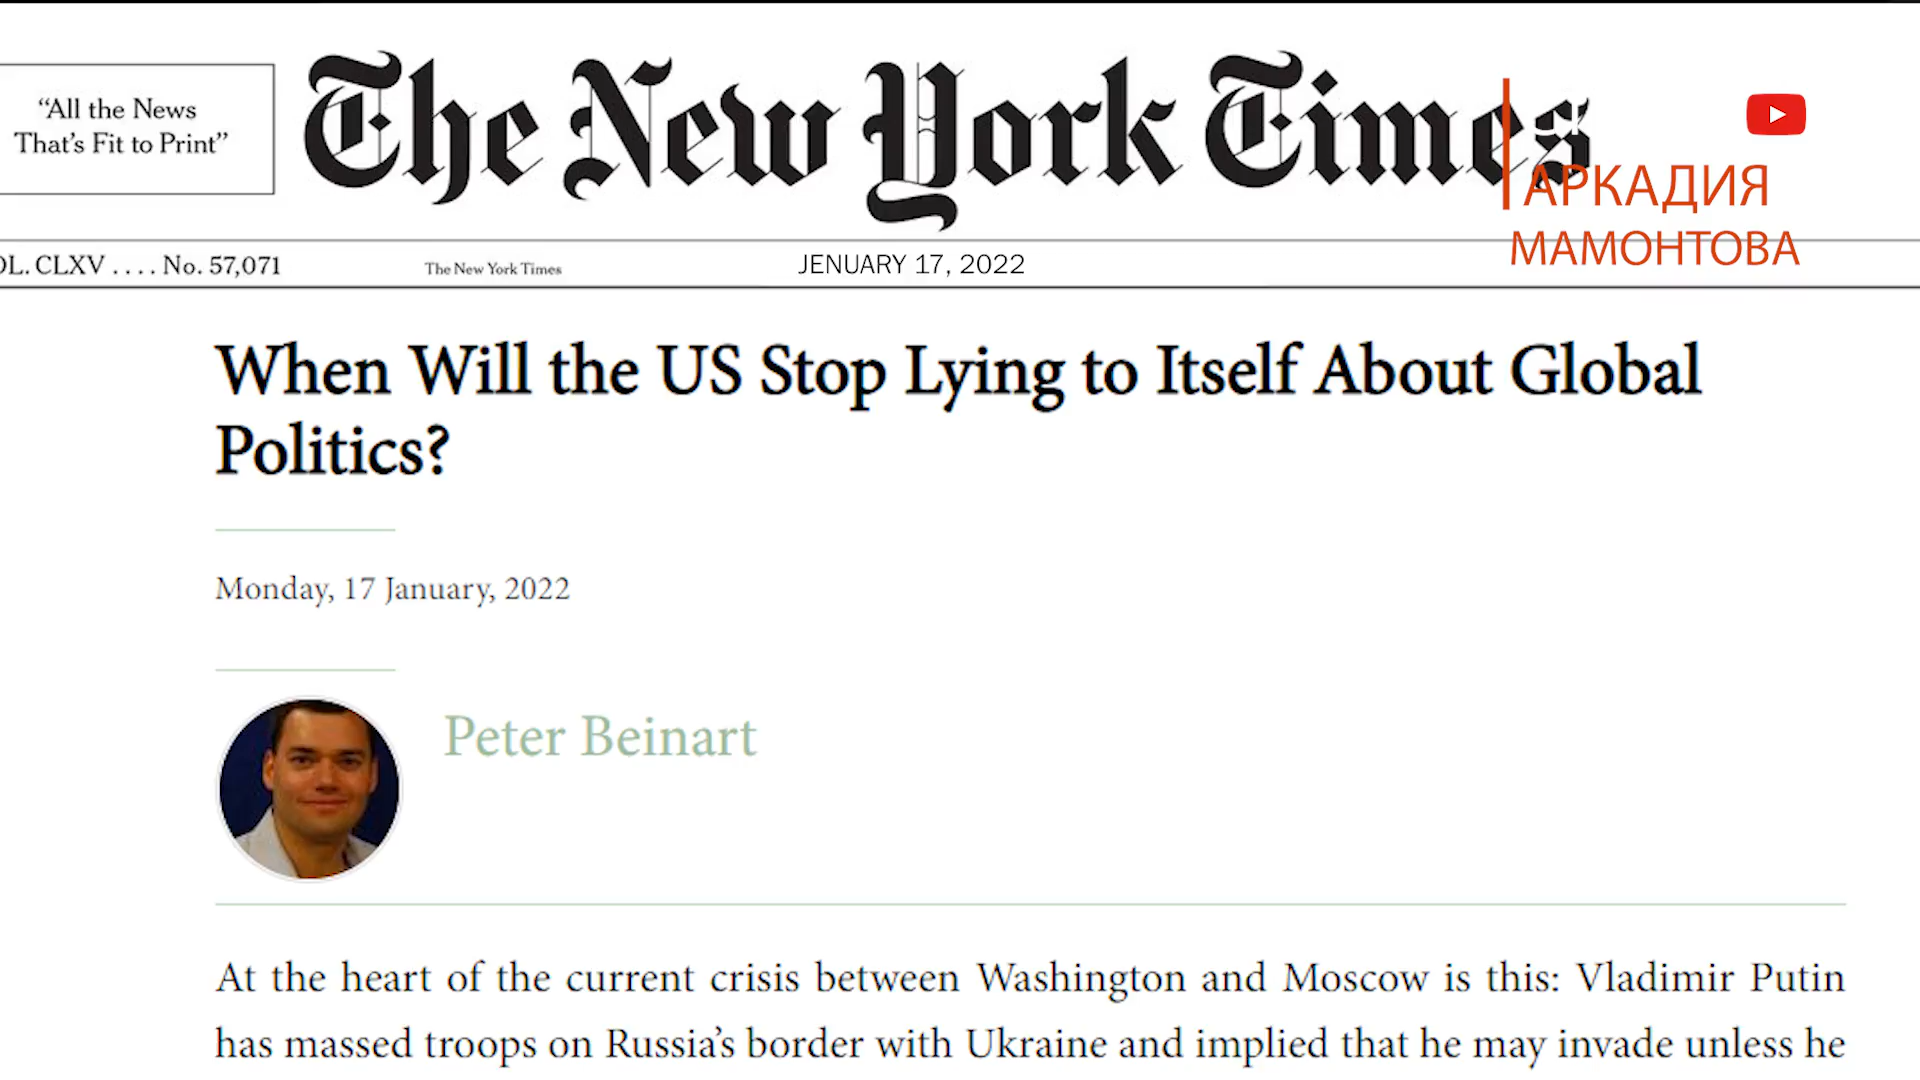 “All the News
That’s Fit to Print”
The New York Times
АРКАДИЯ
МАМОНТОВА
OL. CLXV .... No. 57,071
The New York Times
JENUARY 17, 2022
When Will the US Stop Lying to Itself About Global
Politics?
Monday, 17 January, 2022
Peter Beinart
At the heart of the current crisis between Washington and Moscow is this: Vladimir Putin
has massed troops on Russia’s border with Ukraine and implied that he may invade unless he